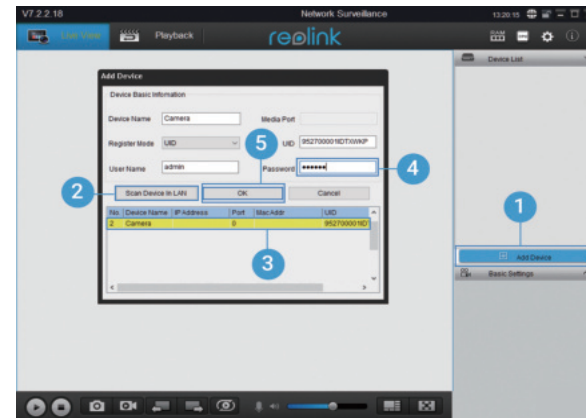 V7.2.2.18 Network Surveillance 13:20:15
Live View Playback reolink
Device List
Add Device
Device Basic Information
Device Name Camera Media Port
Register Mode UID UID 952700001IDTXWKP
User Name admin Password ●●●●●●
Scan Device In LAN OK Cancel
No. Device Name IP Address Port MacAddr UID
2 Camera 0 952700001ID
Add Device
Basic Settings
1
2
3
4
5